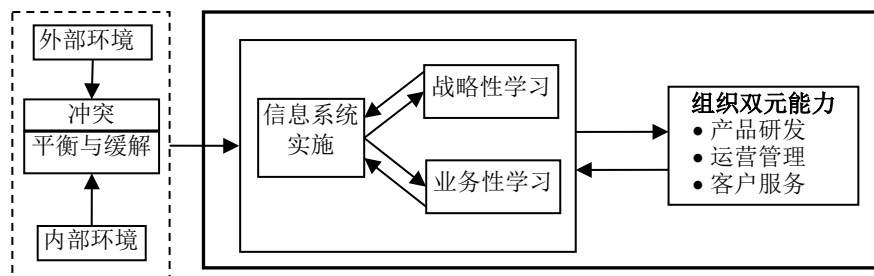 外部环境
冲突
平衡与缓解
内部环境
信息系统
实施
战略性学习
业务性学习
组织双元能力
● 产品研发
● 运营管理
● 客户服务